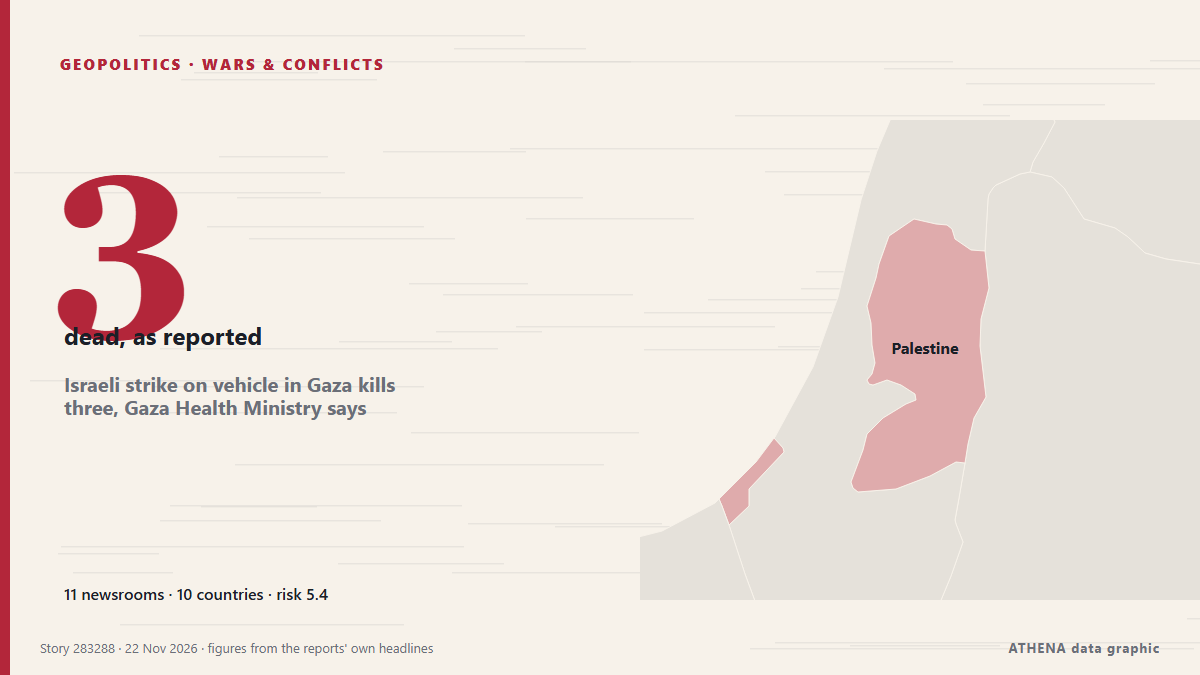 GEOPOLITICS · WARS & CONFLICTS
3
dead, as reported
Israeli strike on vehicle in Gaza kills
three, Gaza Health Ministry says
Palestine
11 newsrooms · 10 countries · risk 5.4
Story 283288 · 22 Nov 2026 · figures from the reports' own headlines
ATHENA data graphic